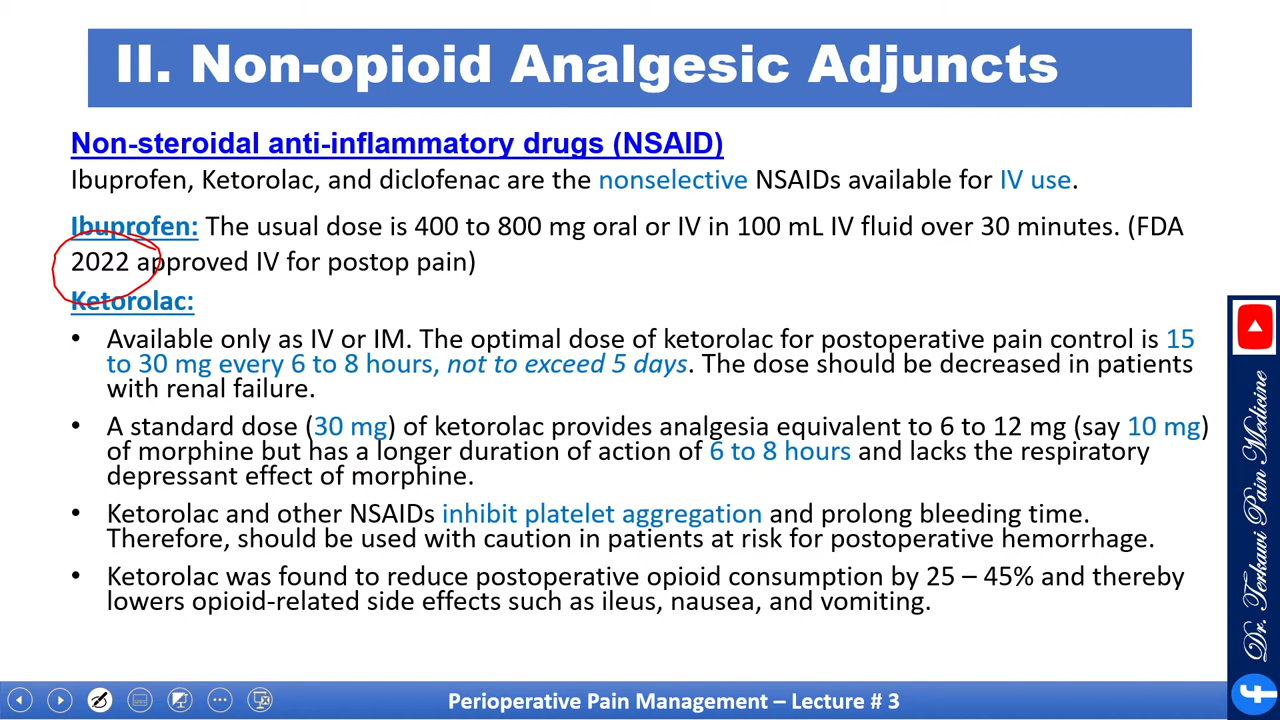 II. Non-opioid Analgesic Adjuncts
Non-steroidal anti-inflammatory drugs (NSAID)
Ibuprofen, Ketorolac, and diclofenac are the nonselective NSAIDs available for IV use.
Ibuprofen: The usual dose is 400 to 800 mg oral or IV in 100 mL IV fluid over 30 minutes. (FDA
2022 approved IV for postop pain)
Ketorolac:
• Available only as IV or IM. The optimal dose of ketorolac for postoperative pain control is 15
to 30 mg every 6 to 8 hours, not to exceed 5 days. The dose should be decreased in patients
with renal failure.
• A standard dose (30 mg) of ketorolac provides analgesia equivalent to 6 to 12 mg (say 10 mg)
of morphine but has a longer duration of action of 6 to 8 hours and lacks the respiratory
depressant effect of morphine.
• Ketorolac and other NSAIDs inhibit platelet aggregation and prolong bleeding time.
Therefore, should be used with caution in patients at risk for postoperative hemorrhage.
• Ketorolac was found to reduce postoperative opioid consumption by 25 – 45% and thereby
lowers opioid-related side effects such as ileus, nausea, and vomiting.
Dr. Terkawi Pain Medicine
Perioperative Pain Management – Lecture # 3